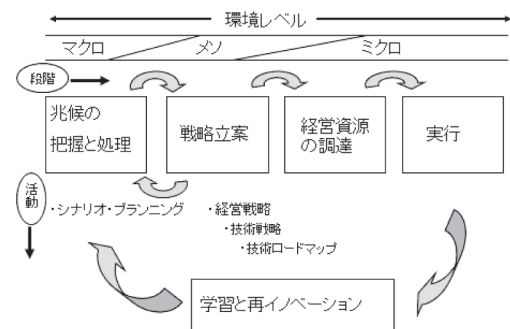 環境レベル
マクロ メソ ミクロ
段階
兆候の
把握と処理
戦略立案
経営資源
の調達
実行
活動
・シナリオ・プランニング
・経営戦略
・技術戦略
・技術ロードマップ
学習と再イノベーション